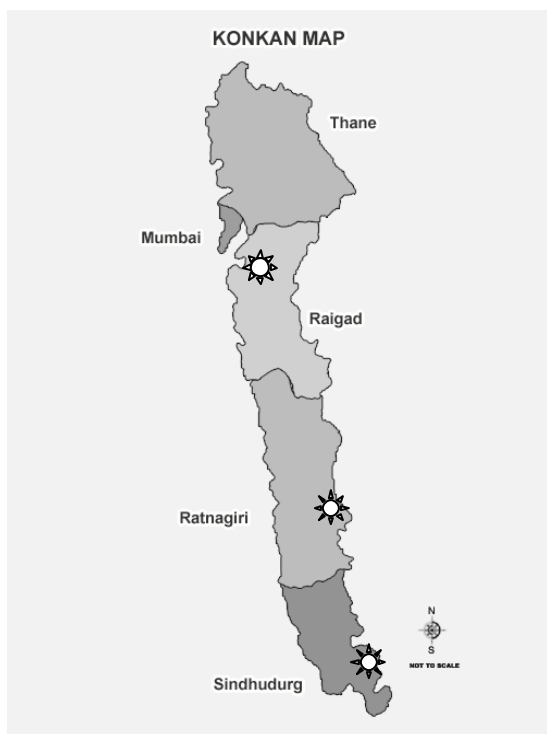 KONKAN MAP
Thane
Mumbai
Raigad
Ratnagiri
N
S
NOT TO SCALE
Sindhudurg